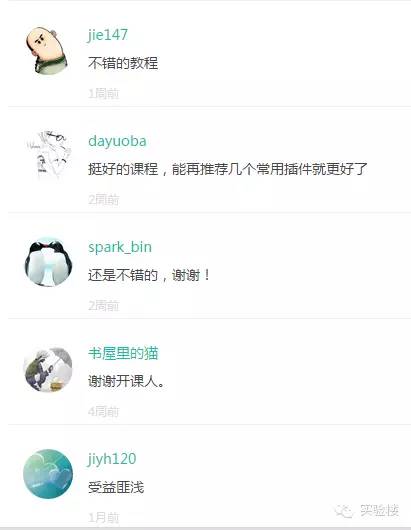 jie147
不错的教程
1周前
dayuoba
挺好的课程，能再推荐几个常用插件就更好了
2周前
spark_bin
还是不错的，谢谢！
2周前
书屋里的猫
谢谢开课人。
4周前
jiyh120
受益匪浅
1月前
实验楼